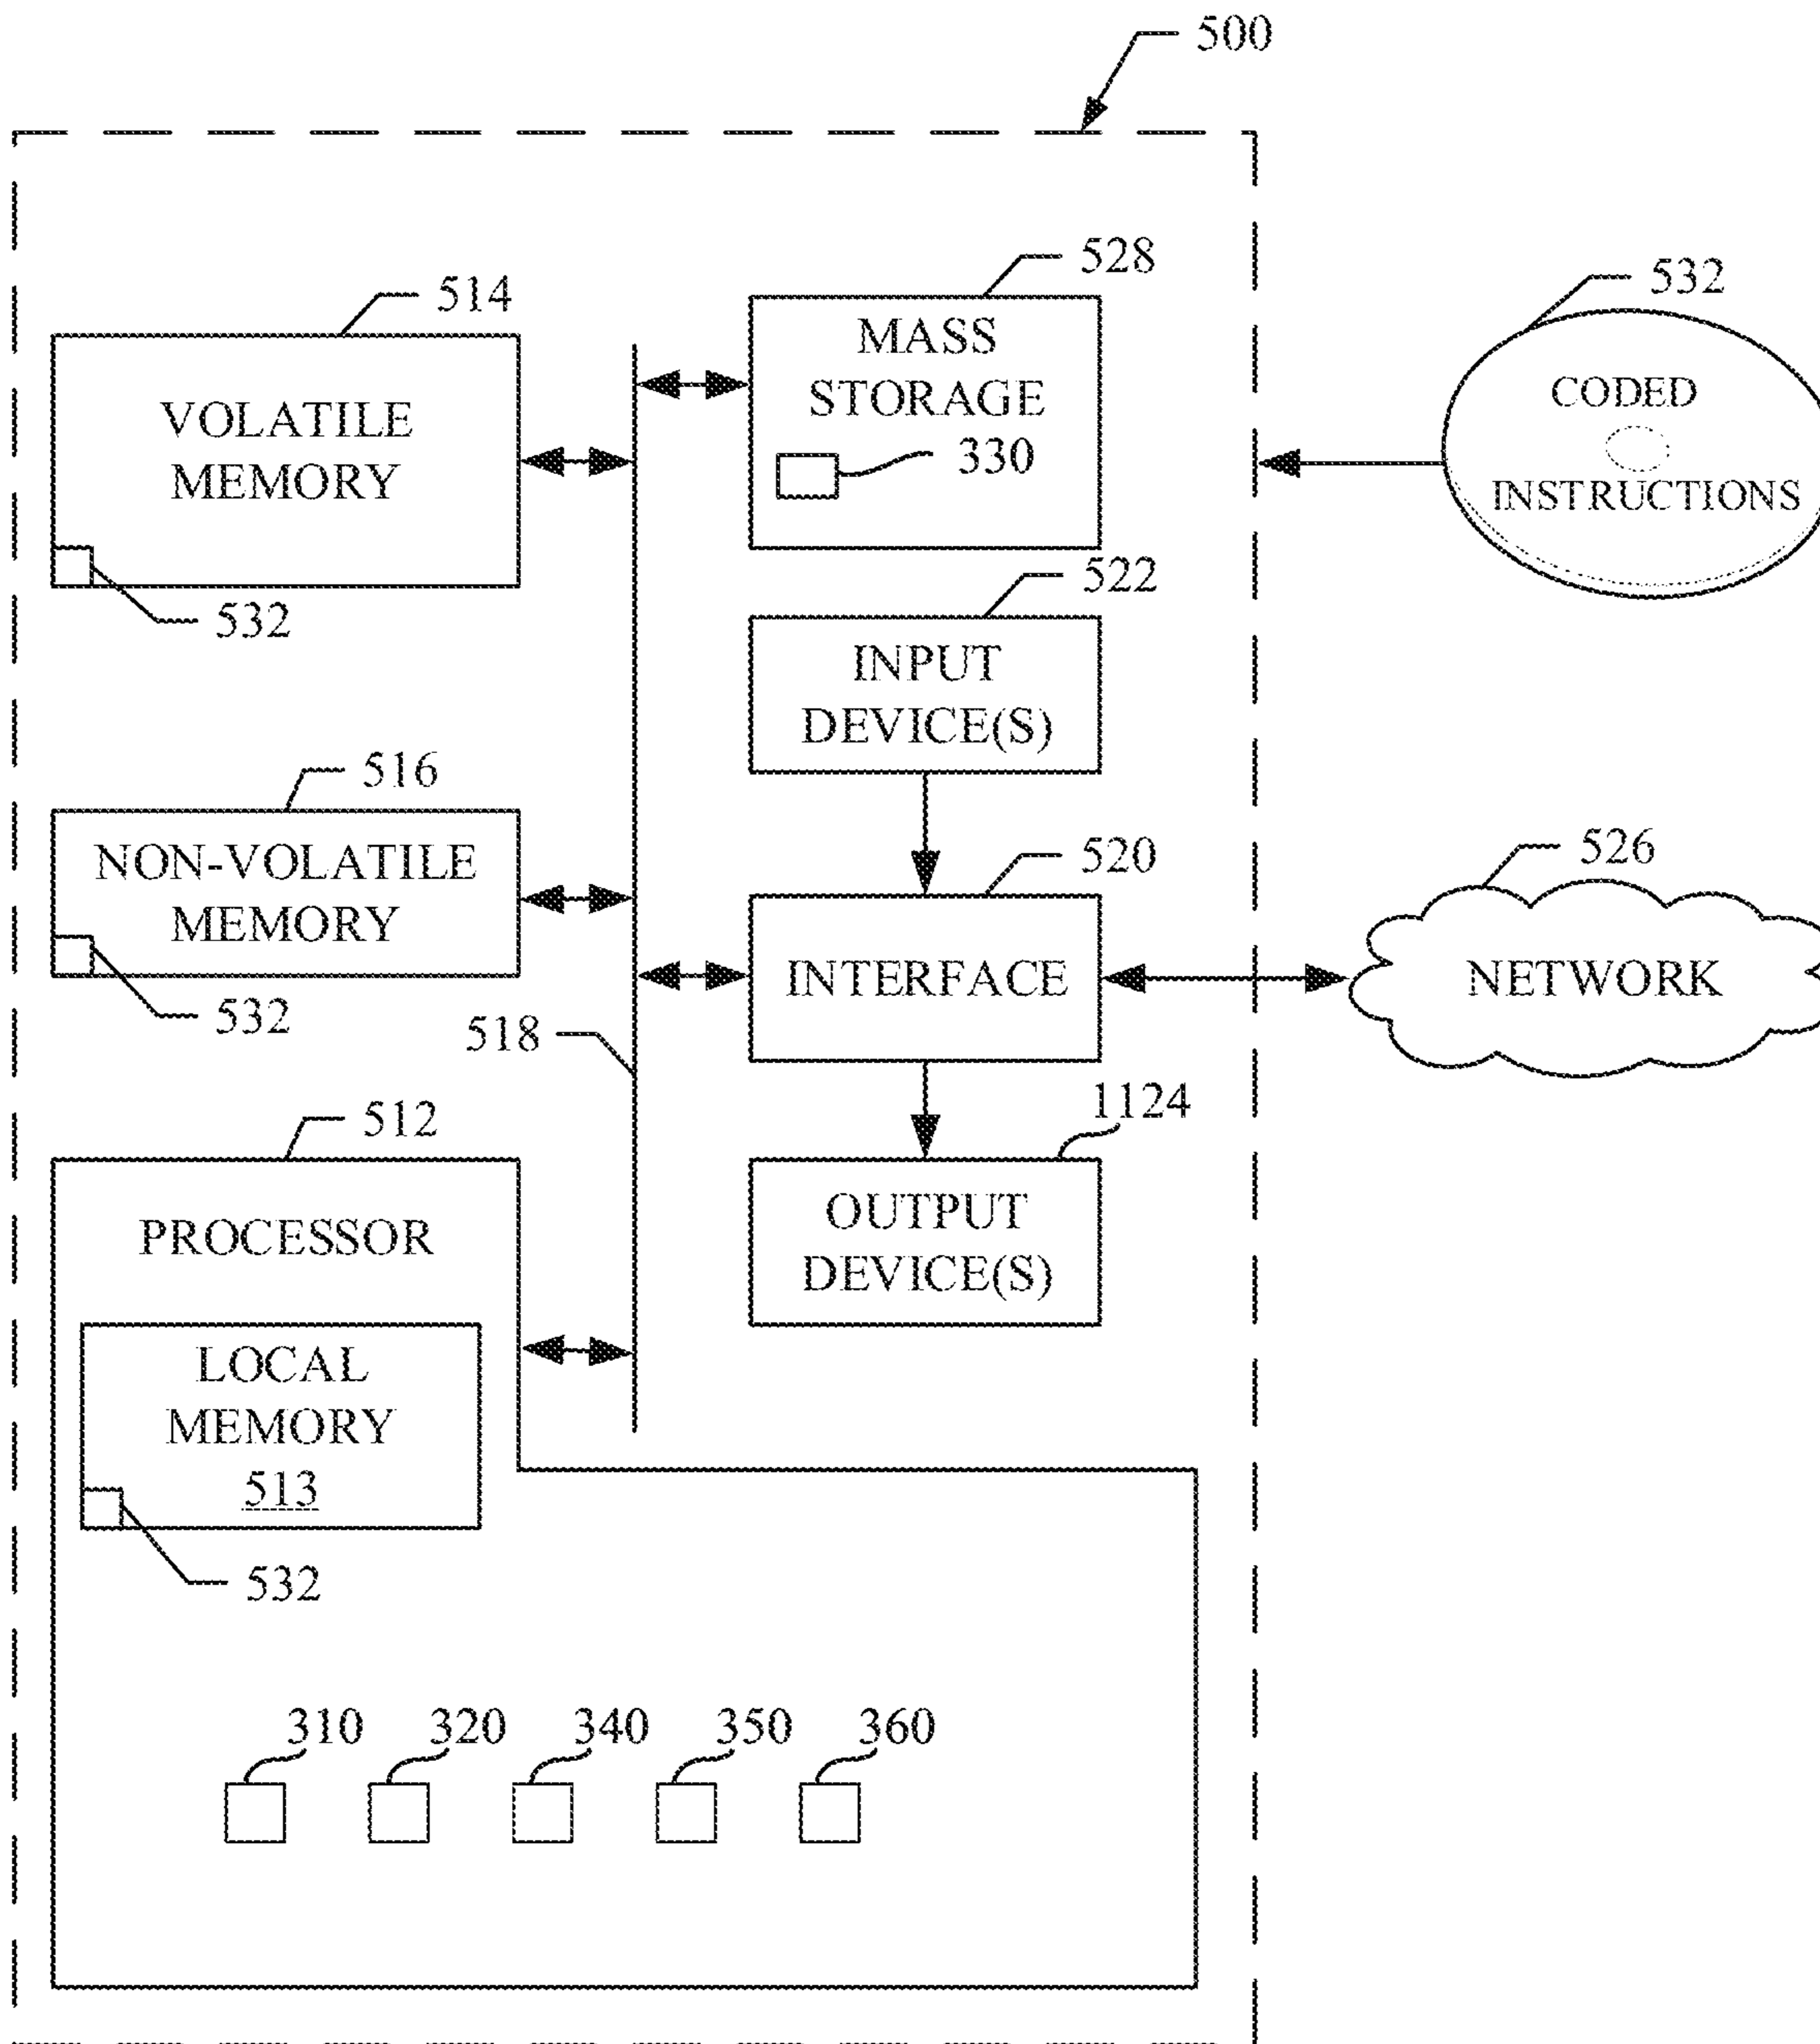 500
528
MASS
STORAGE
330
514
VOLATILE
MEMORY
532
532
CODED
INSTRUCTIONS
522
INPUT
DEVICE(S)
516
NON-VOLATILE
MEMORY
532
520
INTERFACE
526
NETWORK
518
512
PROCESSOR
1124
OUTPUT
DEVICE(S)
LOCAL
MEMORY
513
532
310
320
340
350
360